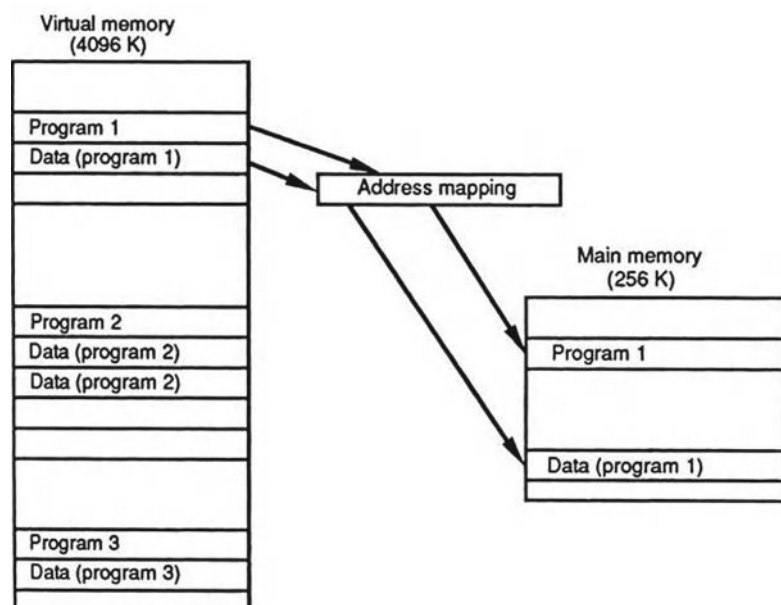 Virtual memory
(4096 K)
Program 1
Data (program 1)
Address mapping
Main memory
(256 K)
Program 1
Data (program 1)
Program 2
Data (program 2)
Data (program 2)
Program 3
Data (program 3)